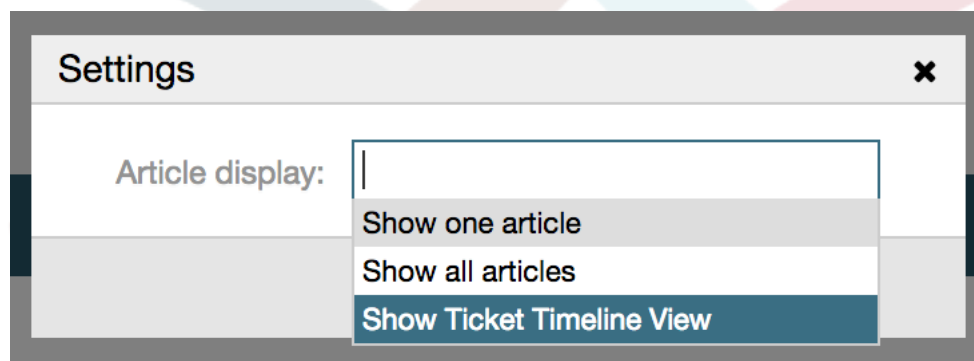 Settings
Article display:
Show one article
Show all articles
Show Ticket Timeline View